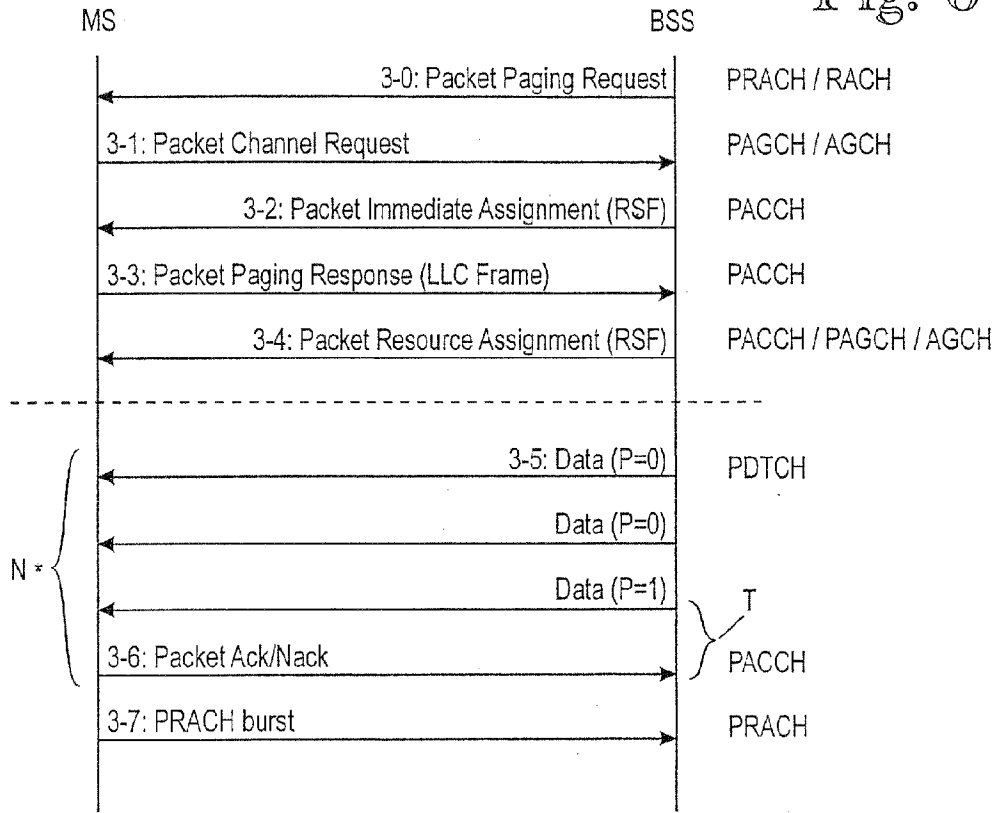 Fig. 6
MS BSS
3-0: Packet Paging Request PRACH / RACH
3-1: Packet Channel Request PAGCH / AGCH
3-2: Packet Immediate Assignment (RSF) PACCH
3-3: Packet Paging Response (LLC Frame) PACCH
3-4: Packet Resource Assignment (RSF) PACCH / PAGCH / AGCH
3-5: Data (P=0) PDTCH
Data (P=0)
N *
Data (P=1) T
3-6: Packet Ack/Nack PACCH
3-7: PRACH burst PRACH